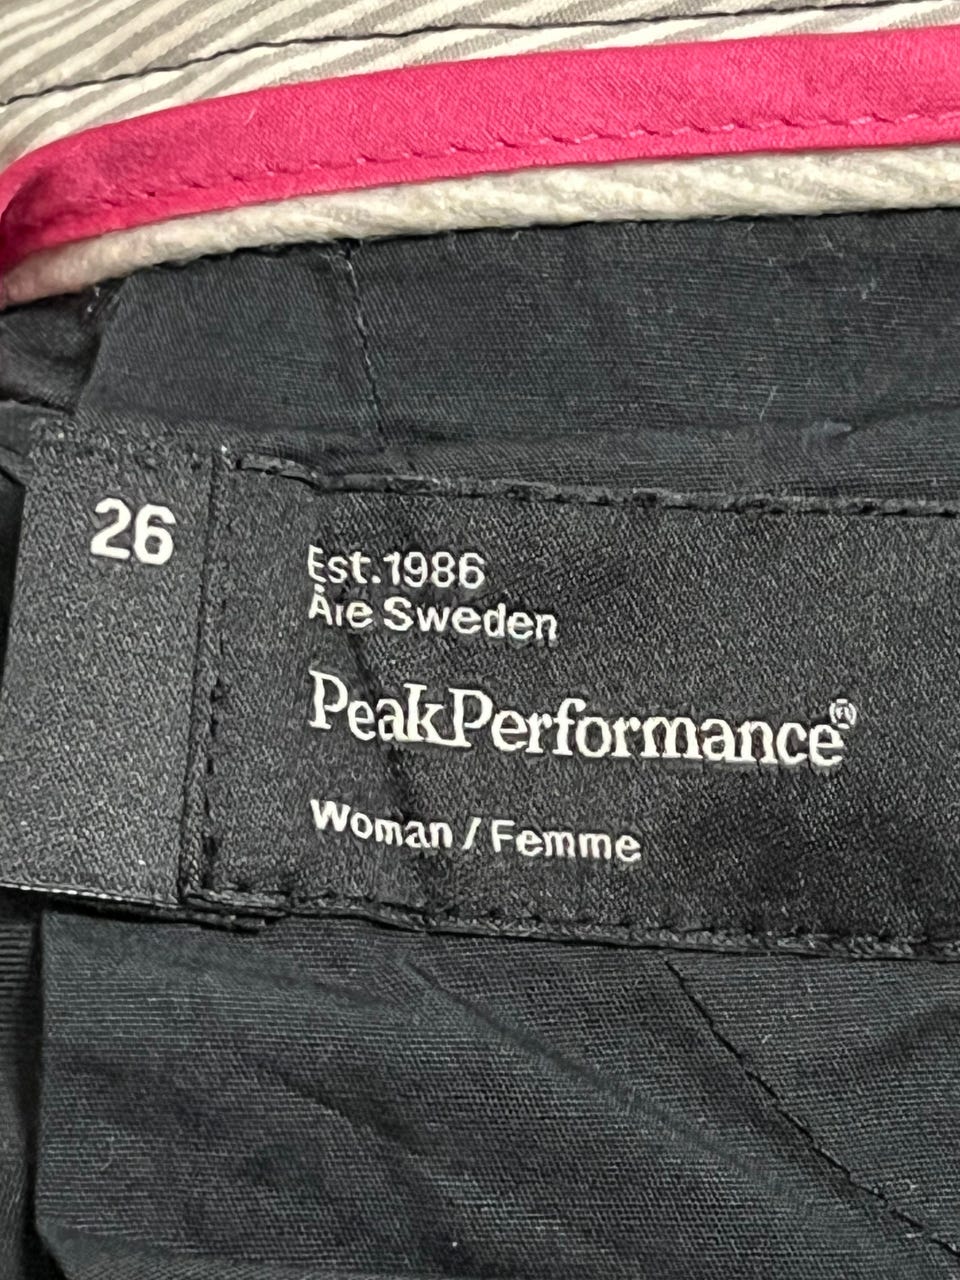 26
Est.1986
Åre Sweden
PeakPerformance®
Woman / Femme